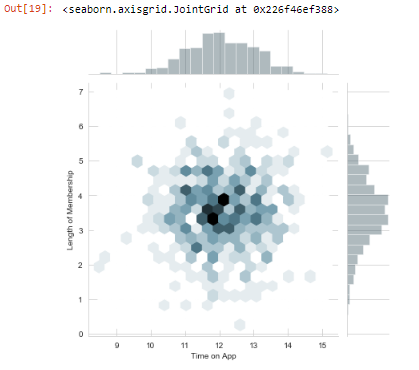 Out[19]: <seaborn.axisgrid.JointGrid at 0x226f46ef388>
7
6
5
4
3
2
1
0
Length of Membership
9 10 11 12 13 14 15
Time on App